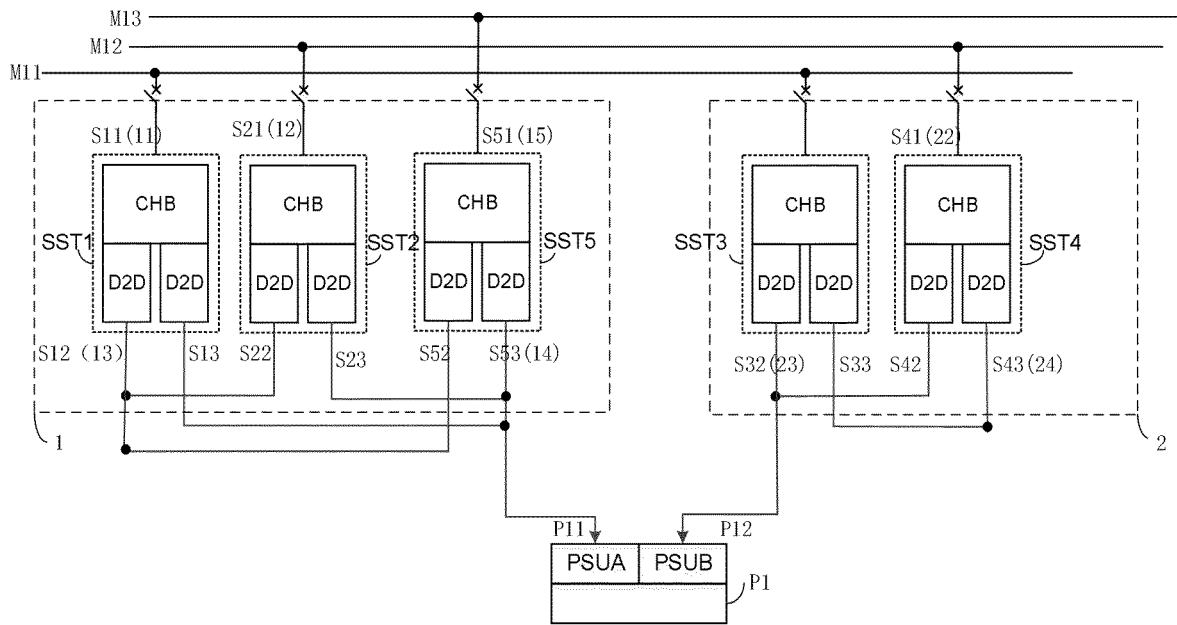 M13
M12
M11
S11(11)
S21(12)
S51(15)
S41(22)
CHB
CHB
CHB
CHB
CHB
SST1
SST2
SST5
SST3
SST4
D2D D2D
D2D D2D
D2D D2D
D2D D2D
D2D D2D
S12 (13)
S13
S22
S23
S52
S53(14)
S32(23)
S33
S42
S43(24)
1
2
P11
P12
PSUA
PSUB
P1